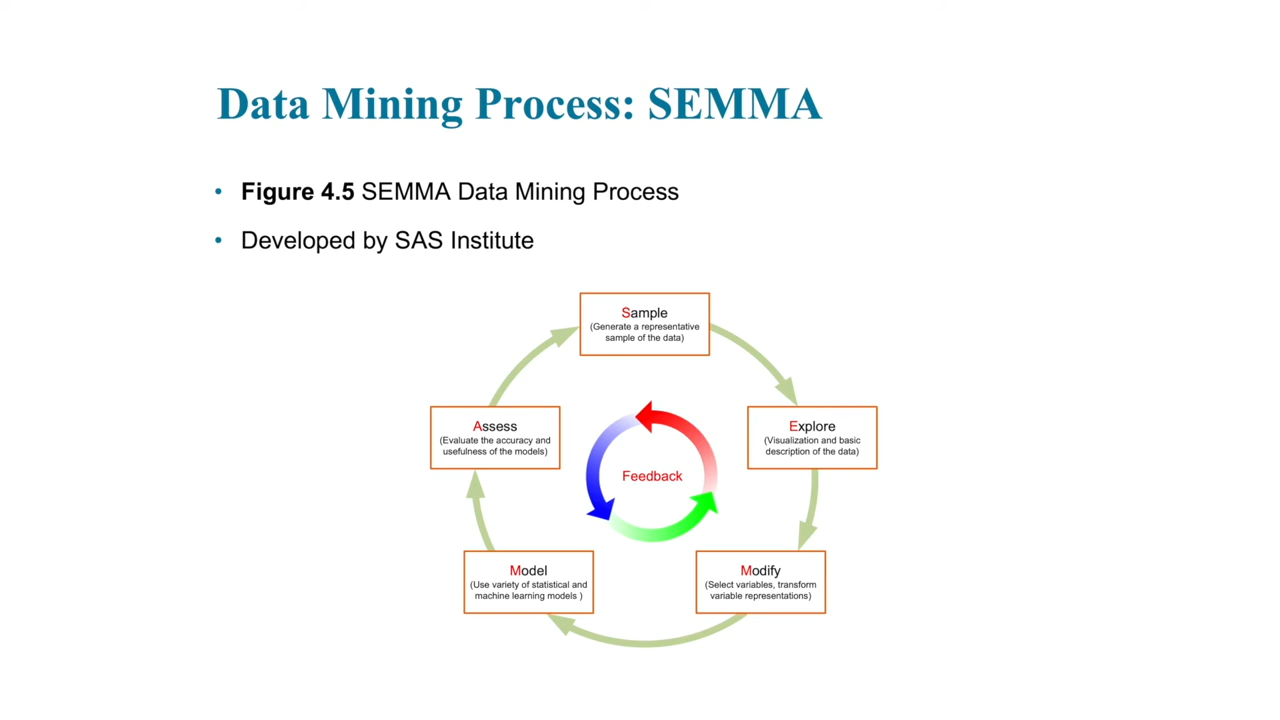 Data Mining Process: SEMMA
• Figure 4.5 SEMMA Data Mining Process
• Developed by SAS Institute
Sample
(Generate a representative
sample of the data)
Explore
(Visualization and basic
description of the data)
Modify
(Select variables, transform
variable representations)
Model
(Use variety of statistical and
machine learning models )
Assess
(Evaluate the accuracy and
usefulness of the models)
Feedback